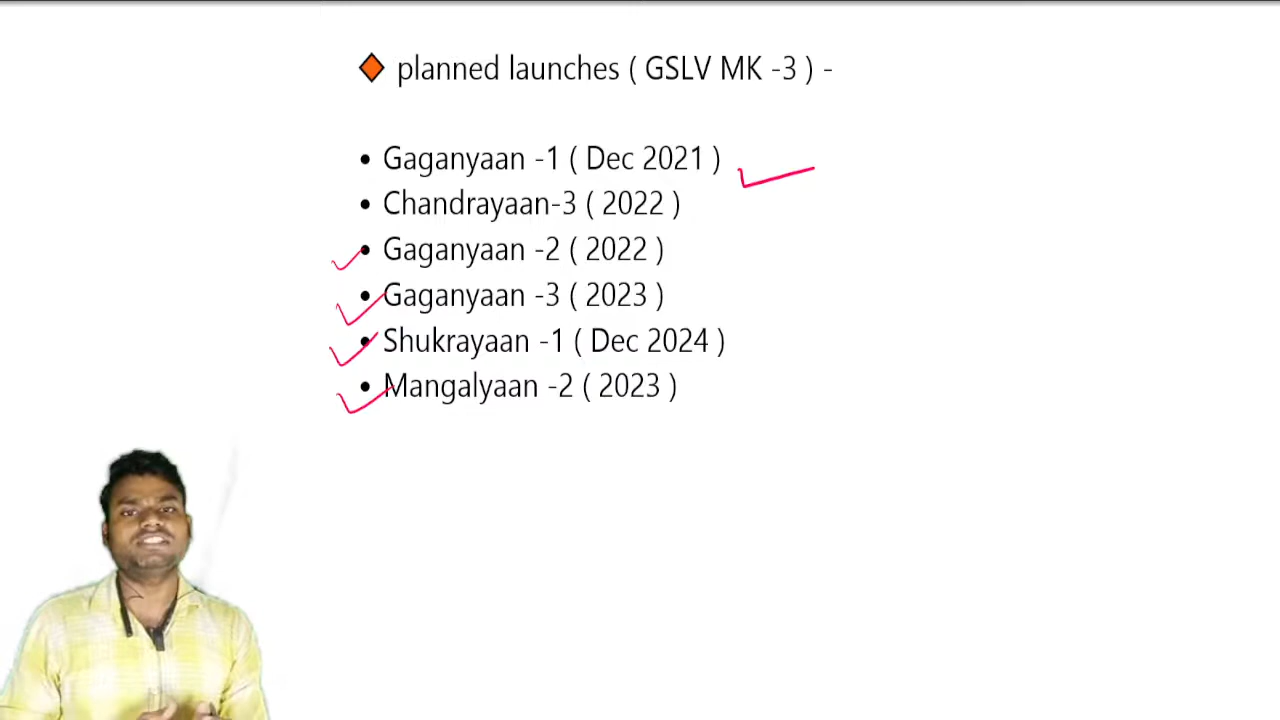 planned launches ( GSLV MK -3 ) -
• Gaganyaan -1 ( Dec 2021 )
• Chandrayaan-3 ( 2022 )
• Gaganyaan -2 ( 2022 )
• Gaganyaan -3 ( 2023 )
• Shukrayaan -1 ( Dec 2024 )
• Mangalyaan -2 ( 2023 )